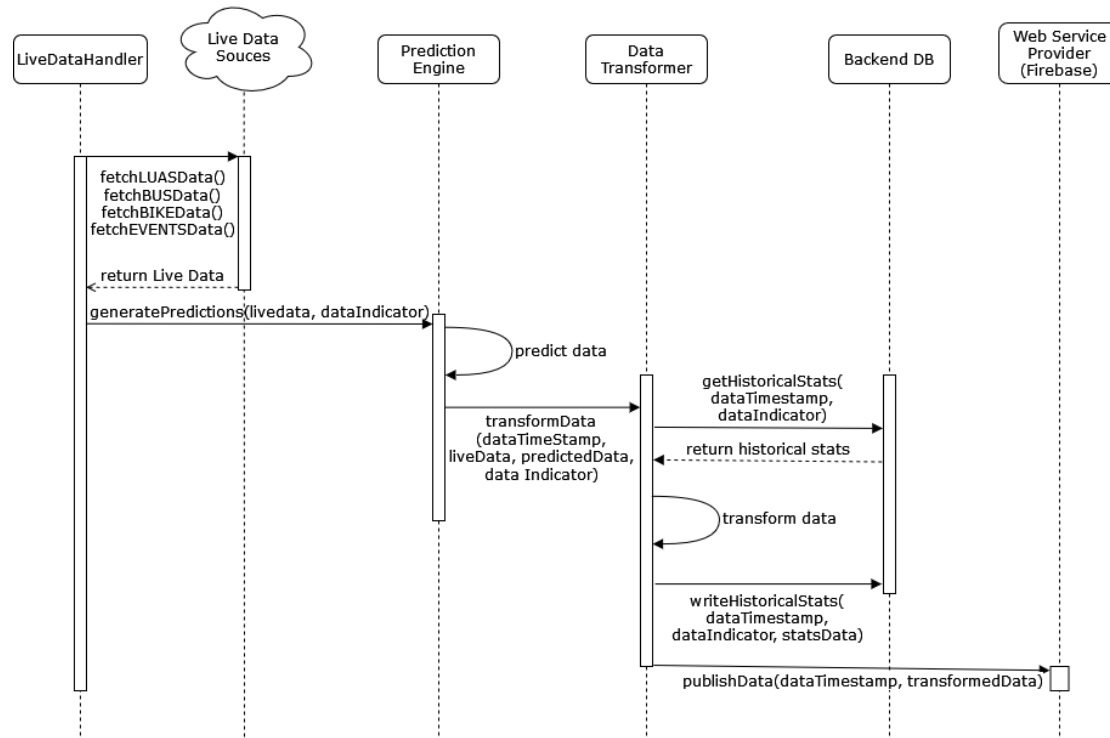 LiveDataHandler
Live Data
Souces
Prediction
Engine
Data
Transformer
Backend DB
Web Service
Provider
(Firebase)
fetchLUASData()
fetchBUSData()
fetchBIKEData()
fetchEVENTSData()
return Live Data
generatePredictions(livedata, dataIndicator)
predict data
transformData
(dataTimeStamp,
liveData, predictedData,
data Indicator)
getHistoricalStats(
dataTimestamp,
dataIndicator)
return historical stats
transform data
writeHistoricalStats(
dataTimestamp,
dataIndicator, statsData)
publishData(dataTimestamp, transformedData)